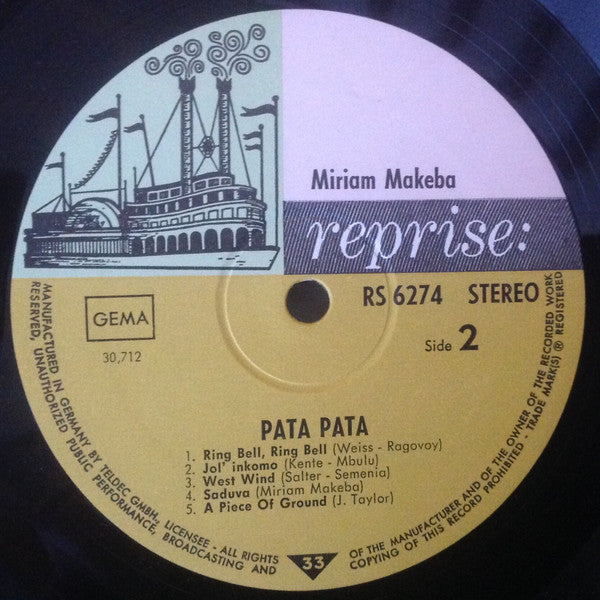 Miriam Makeba
reprise:
GEMA
30,712
RS 6274 STEREO
Side 2
PATA PATA
1. Ring Bell, Ring Bell (Weiss - Ragovoy)
2. Jol' inkomo (Kente - Mbulu)
3. West Wind (Salter - Semenia)
4. Saduva (Miriam Makeba)
5. A Piece Of Ground (J. Taylor)
MANUFACTURED IN GERMANY BY TELDEC GMBH., LICENSEE - ALL RIGHTS
RESERVED, UNAUTHORIZED PUBLIC PERFORMANCE, BROADCASTING AND
33
OF THE MANUFACTURER AND OF THE OWNER OF THE RECORDED WORK
COPYING OF THIS RECORD PROHIBITED - TRADE MARK(S) ® REGISTERED